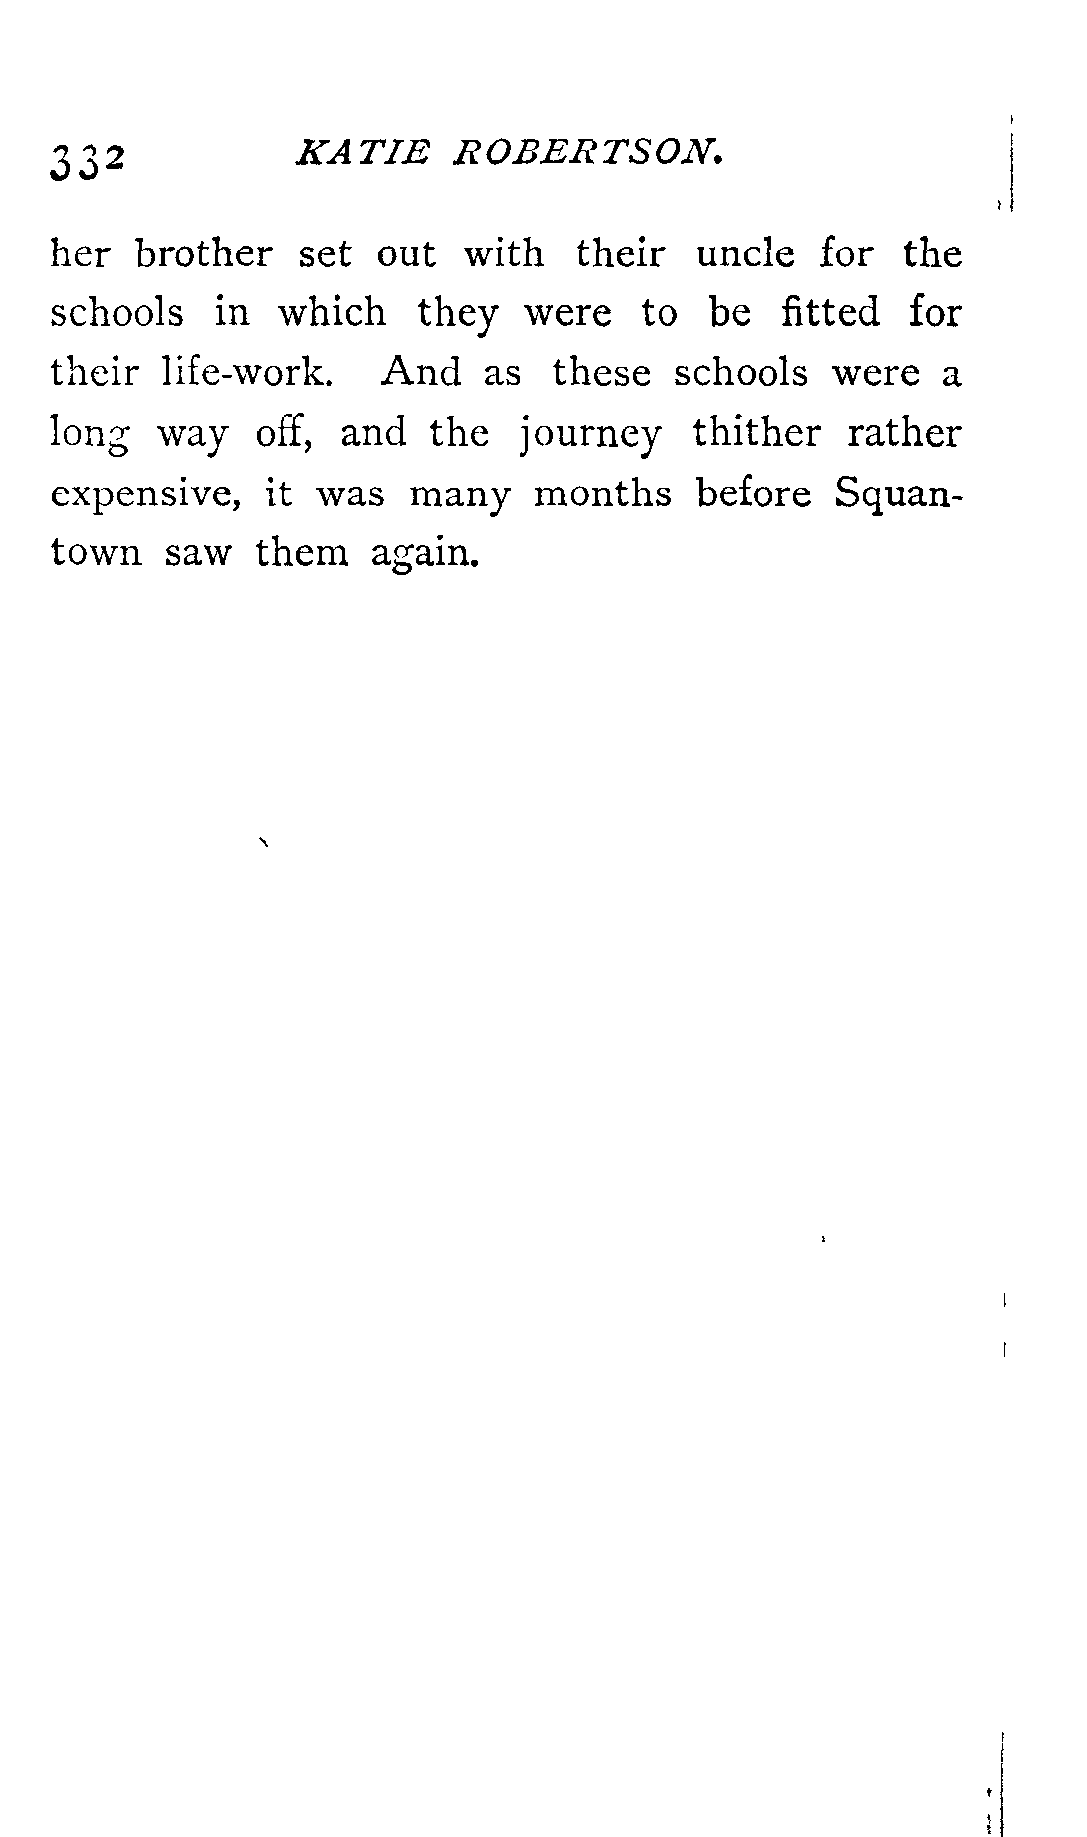 332 KATIE ROBERTSON.
her brother set out with their uncle for the
schools in which they were to be fitted for
their life-work. And as these schools were a
long way off, and the journey thither rather
expensive, it was many months before Squan-
town saw them again.